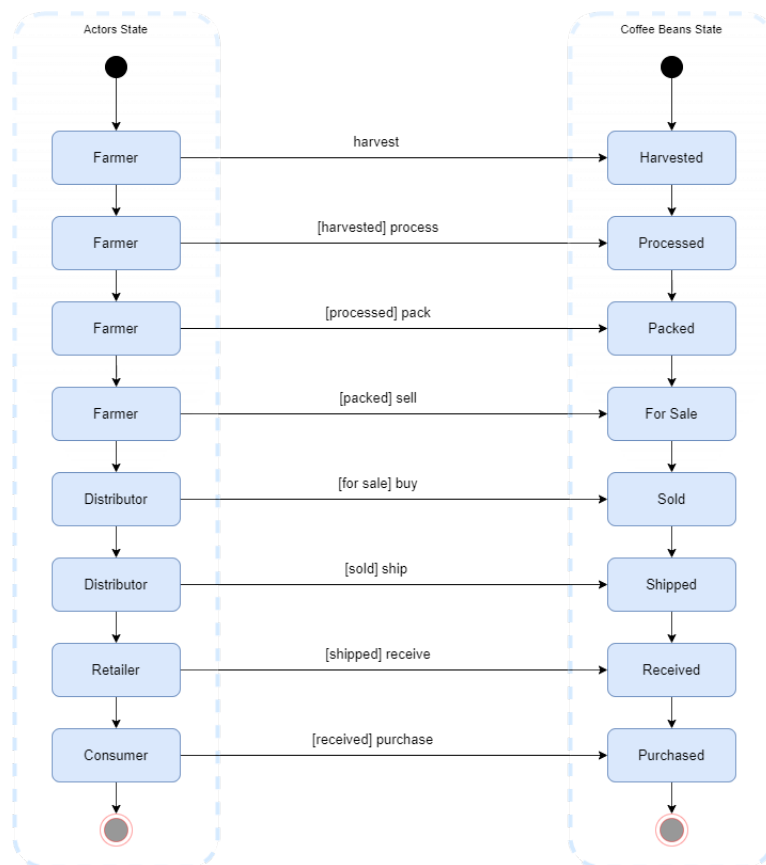 Actors State
Coffee Beans State
Farmer
harvest
Harvested
Farmer
[harvested] process
Processed
Farmer
[processed] pack
Packed
Farmer
[packed] sell
For Sale
Distributor
[for sale] buy
Sold
Distributor
[sold] ship
Shipped
Retailer
[shipped] receive
Received
Consumer
[received] purchase
Purchased